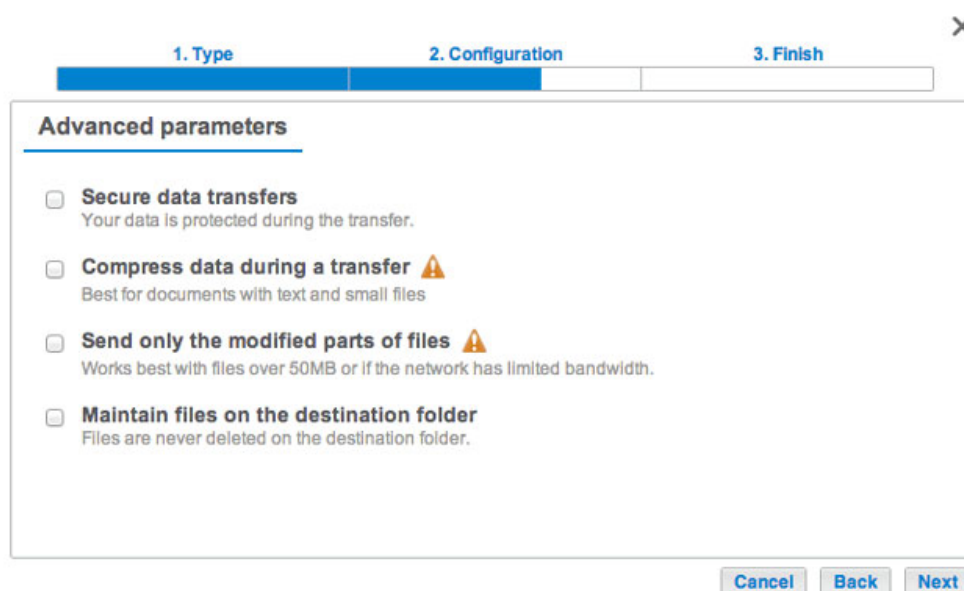 1. Type
2. Configuration
3. Finish
Advanced parameters
Secure data transfers
Your data is protected during the transfer.
Compress data during a transfer
Best for documents with text and small files
Send only the modified parts of files
Works best with files over 50MB or if the network has limited bandwidth.
Maintain files on the destination folder
Files are never deleted on the destination folder.
Cancel
Back
Next